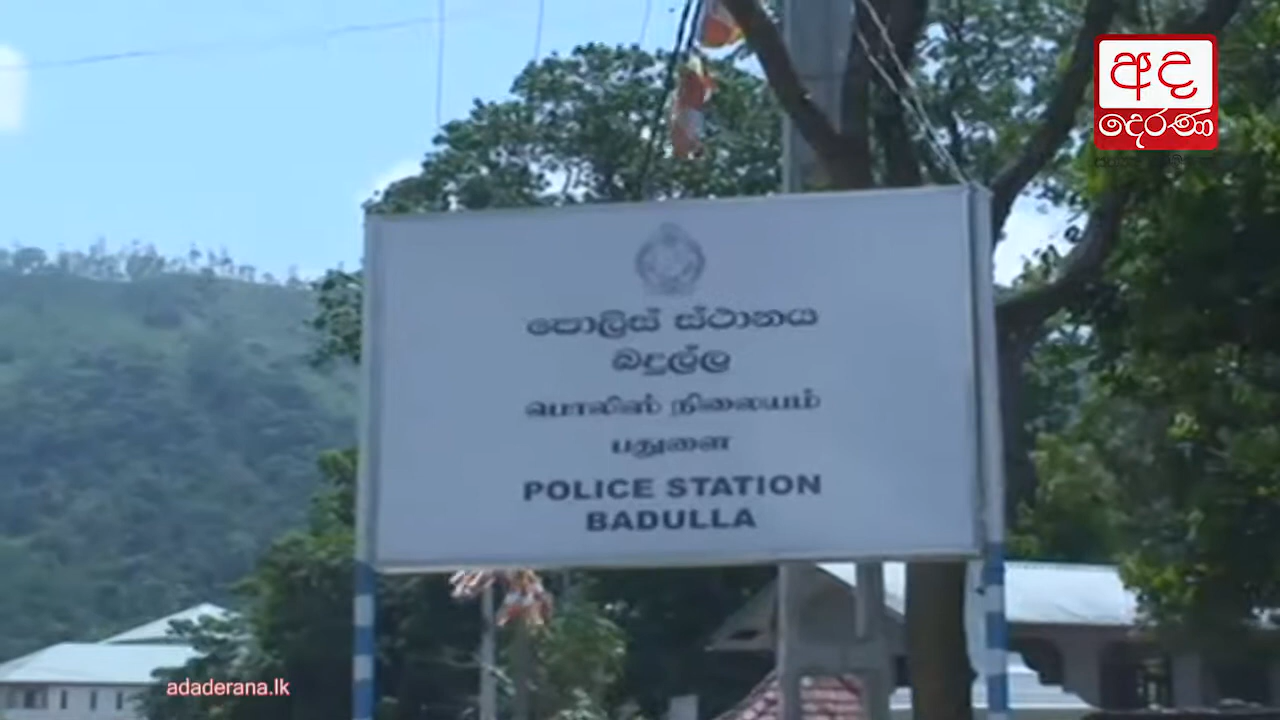 අද
දෙරණ
පොලිස් ස්ථානය
බදුල්ල
பொலிஸ் நிலையம்
பதுளை
POLICE STATION
BADULLA
adaderana.lk